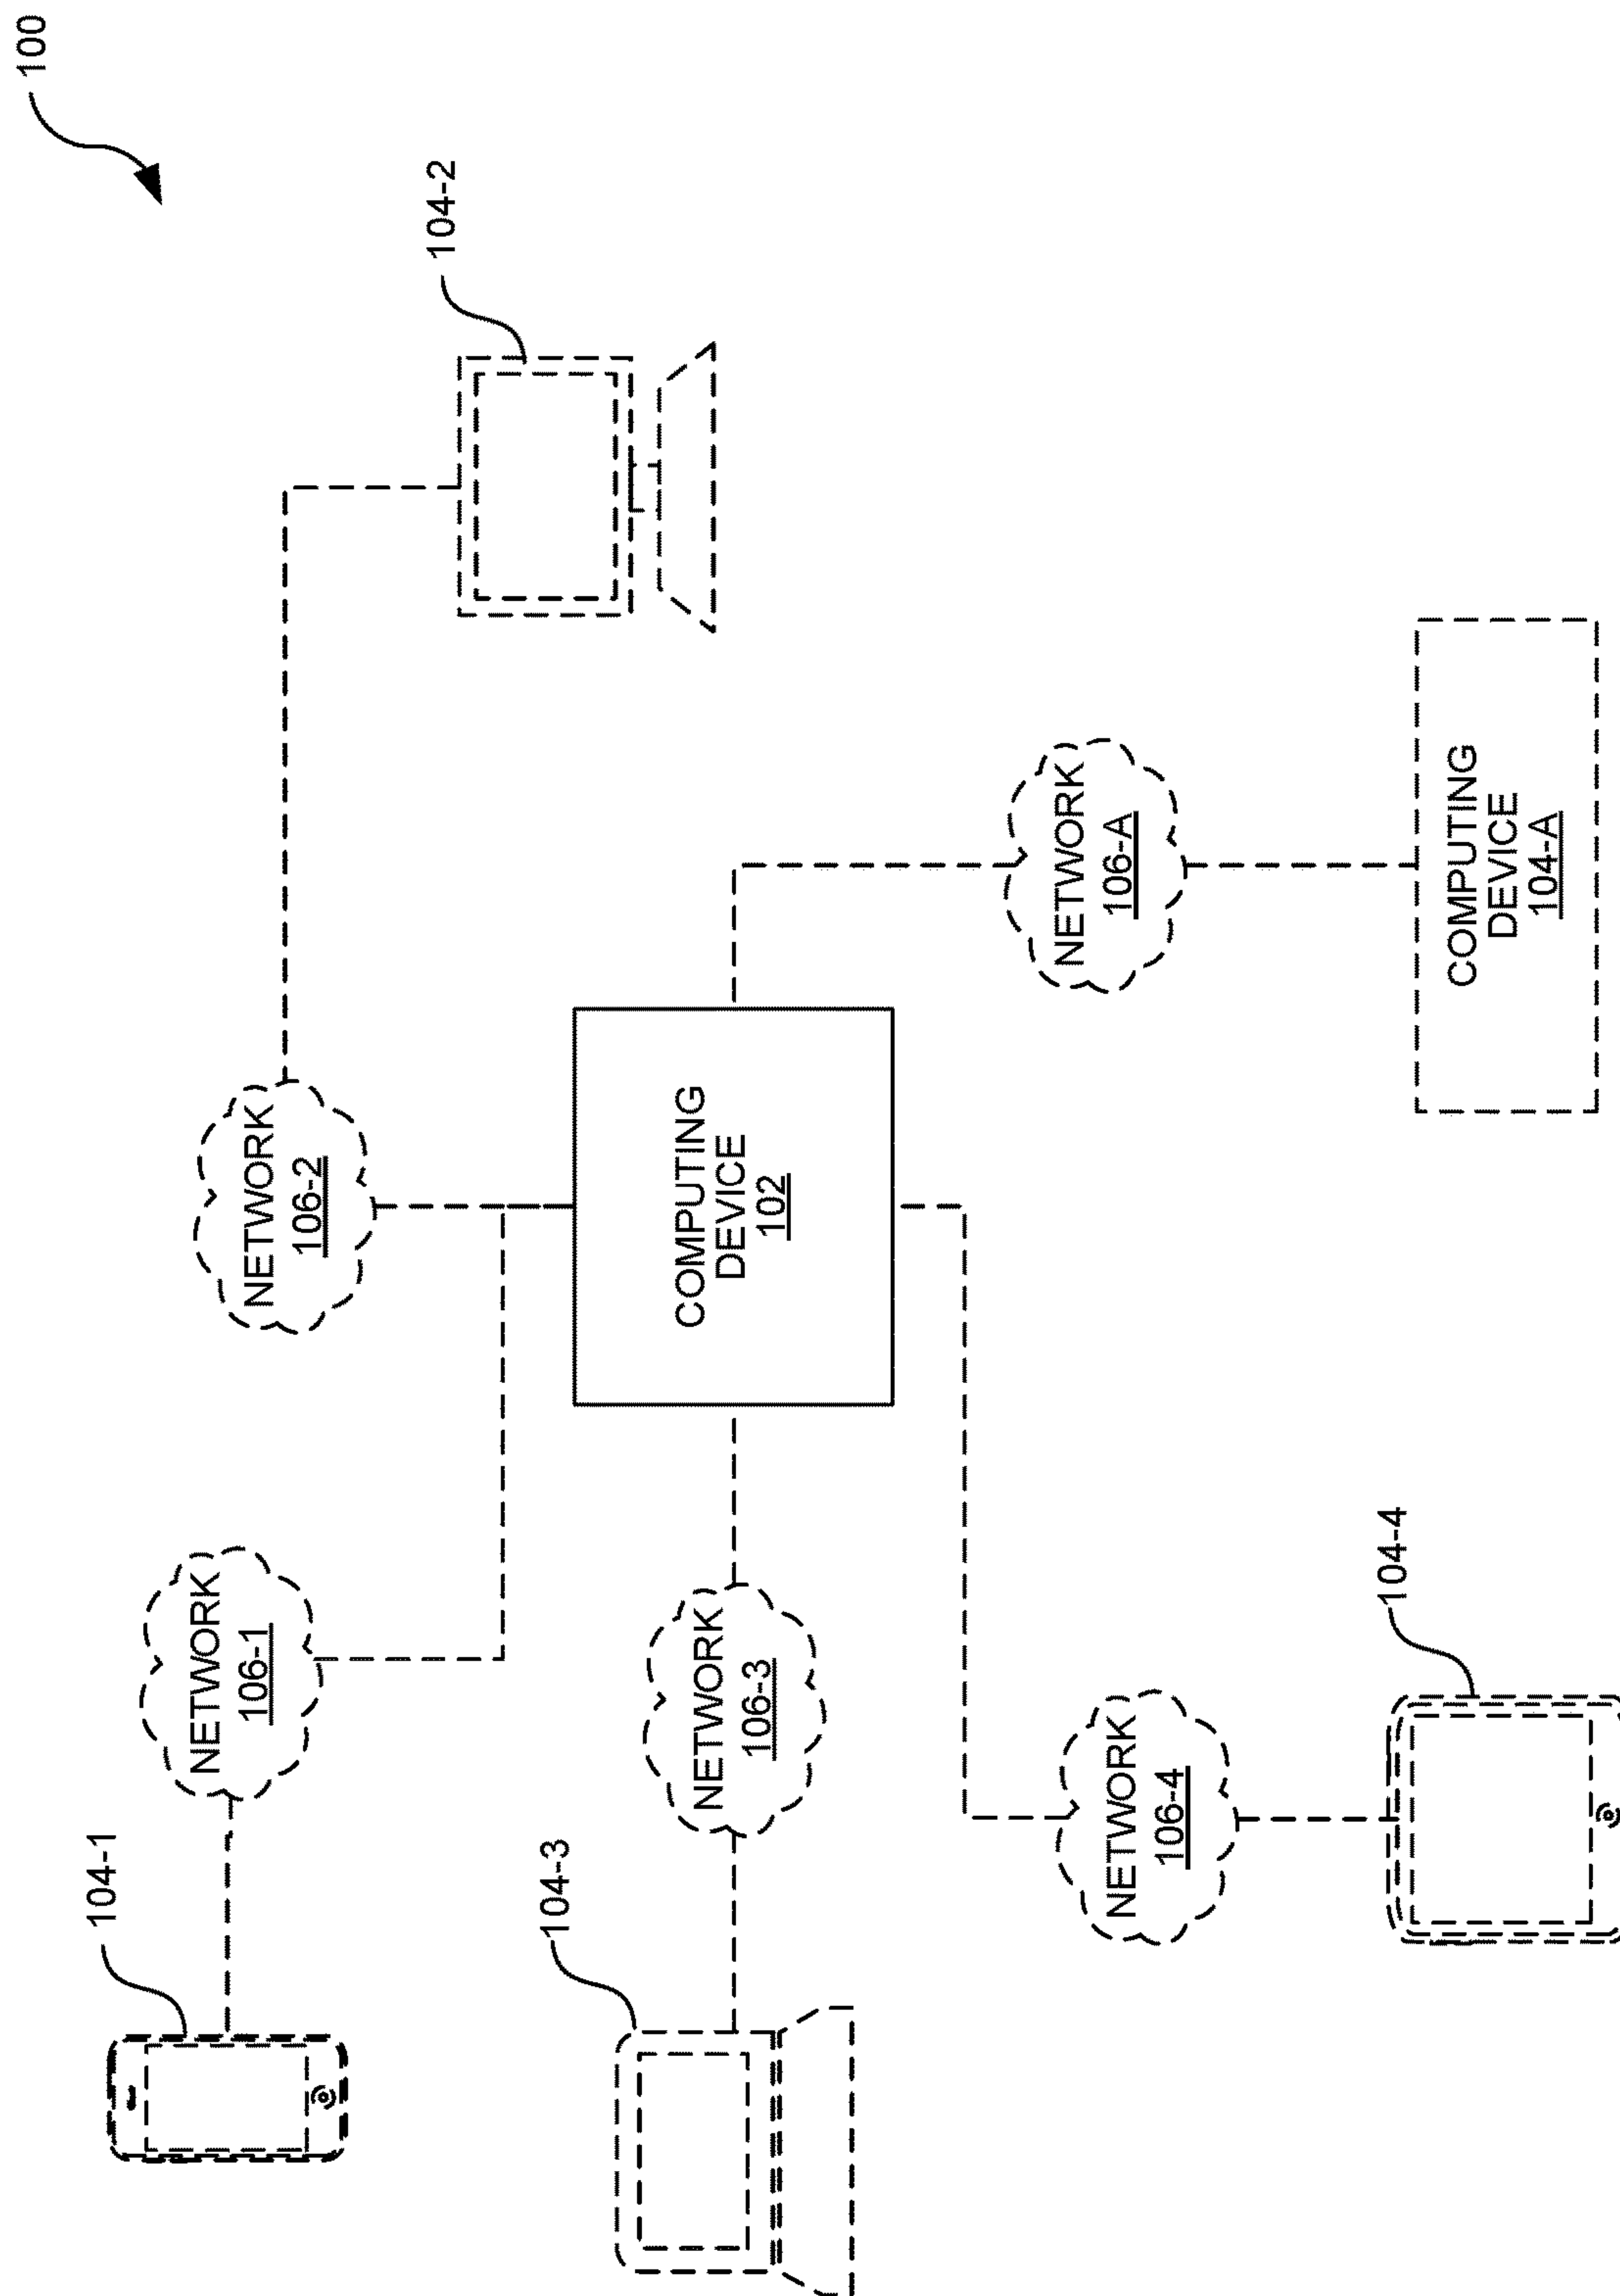 100
104-1
NETWORK
106-1
NETWORK
106-2
104-2
104-3
NETWORK
106-3
COMPUTING
DEVICE
102
NETWORK
106-A
NETWORK
106-4
104-4
COMPUTING
DEVICE
104-A